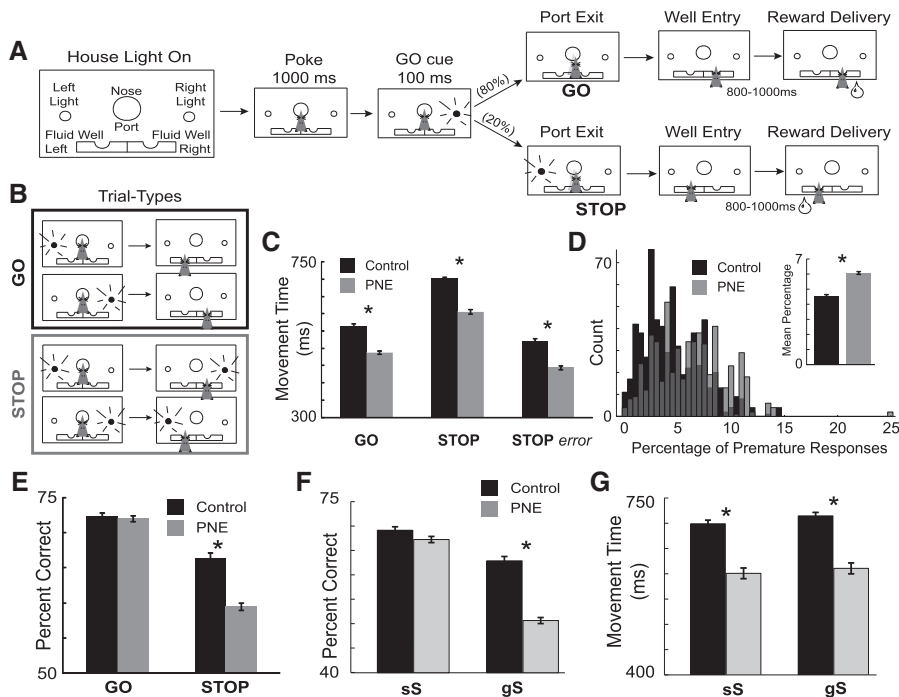 A
House Light On
Left
Light
Nose
Port
Right
Light
Fluid Well
Left
Fluid Well
Right
Poke
1000 ms
GO cue
100 ms
(80%)
(20%)
Port Exit
GO
Well Entry
800-1000ms
Reward Delivery
Port Exit
STOP
Well Entry
800-1000ms
Reward Delivery
B
Trial-Types
GO
STOP
C
Movement Time
(ms)
750
300
Control
PNE
*
*
*
GO
STOP
STOP error
D
Count
70
0
Control
PNE
0
5
10
15
20
25
Percentage of Premature Responses
Mean Percentage
7
0
*
E
Percent Correct
75
50
Control
PNE
*
GO
STOP
F
Percent Correct
75
40
Control
PNE
*
sS
gS
G
Movement Time
(ms)
750
400
*
*
sS
gS